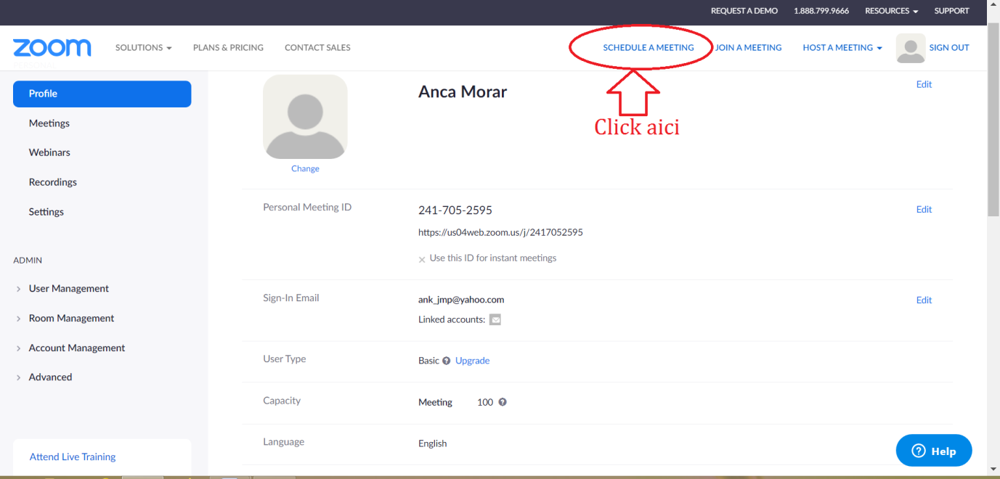 REQUEST A DEMO 1.888.799.9666 RESOURCES SUPPORT
zoom SOLUTIONS PLANS & PRICING CONTACT SALES SCHEDULE A MEETING JOIN A MEETING HOST A MEETING SIGN OUT
PERSONAL
Profile
Meetings
Webinars
Recordings
Settings
ADMIN
User Management
Room Management
Account Management
Advanced
Attend Live Training
Change
Anca Morar
Edit
Click aici
Personal Meeting ID
241-705-2595
Edit
https://us04web.zoom.us/j/2417052595
Use this ID for instant meetings
Sign-In Email
ank_jmp@yahoo.com
Edit
Linked accounts:
User Type
Basic Upgrade
Capacity
Meeting 100
Language
English
Help